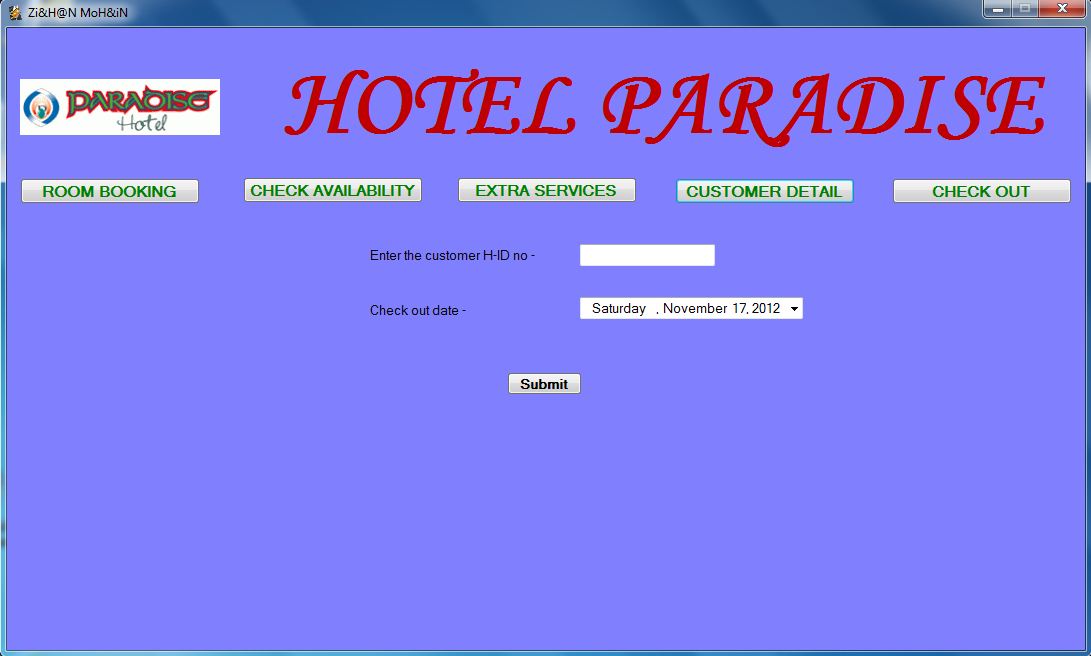 Zi&H@N MoH&iN
PARADISE
Hotel
HOTEL PARADISE
ROOM BOOKING
CHECK AVAILABILITY
EXTRA SERVICES
CUSTOMER DETAIL
CHECK OUT
Enter the customer H-ID no -
Check out date -
Saturday , November 17, 2012
Submit